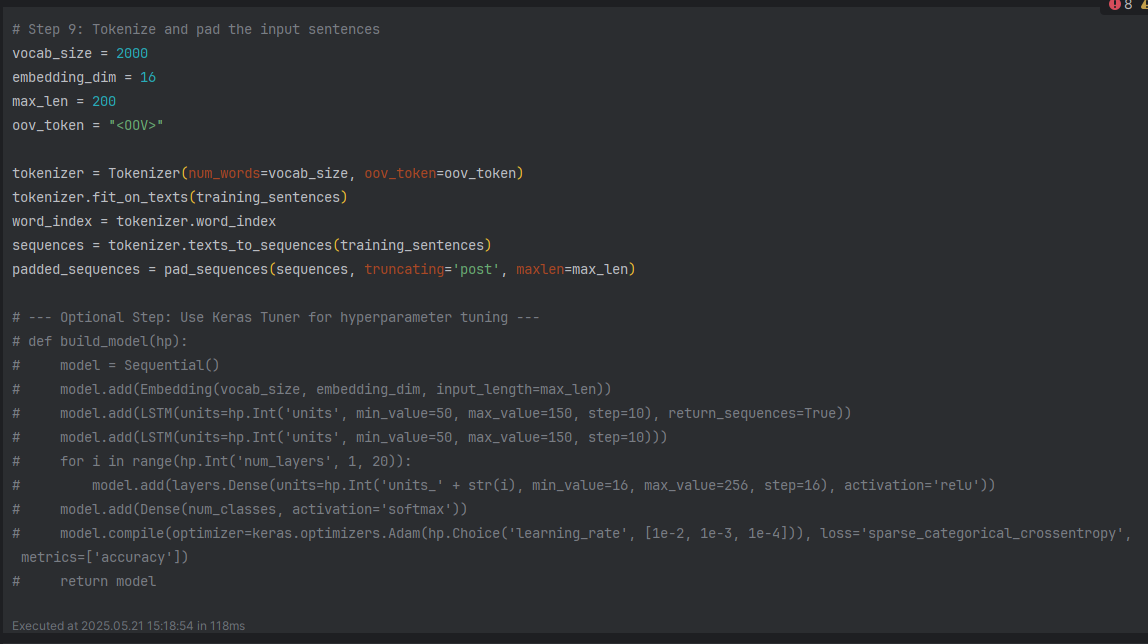 8
# Step 9: Tokenize and pad the input sentences
vocab_size = 2000
embedding_dim = 16
max_len = 200
oov_token = "<OOV>"
tokenizer = Tokenizer(num_words=vocab_size, oov_token=oov_token)
tokenizer.fit_on_texts(training_sentences)
word_index = tokenizer.word_index
sequences = tokenizer.texts_to_sequences(training_sentences)
padded_sequences = pad_sequences(sequences, truncating='post', maxlen=max_len)
# --- Optional Step: Use Keras Tuner for hyperparameter tuning ---
# def build_model(hp):
#     model = Sequential()
#     model.add(Embedding(vocab_size, embedding_dim, input_length=max_len))
#     model.add(LSTM(units=hp.Int('units', min_value=50, max_value=150, step=10), return_sequences=True))
#     model.add(LSTM(units=hp.Int('units', min_value=50, max_value=150, step=10)))
#     for i in range(hp.Int('num_layers', 1, 20)):
#         model.add(layers.Dense(units=hp.Int('units_' + str(i), min_value=16, max_value=256, step=16), activation='relu'))
#     model.add(Dense(num_classes, activation='softmax'))
#     model.compile(optimizer=keras.optimizers.Adam(hp.Choice('learning_rate', [1e-2, 1e-3, 1e-4])), loss='sparse_categorical_crossentropy',
metrics=['accuracy'])
#     return model
Executed at 2025.05.21 15:18:54 in 118ms